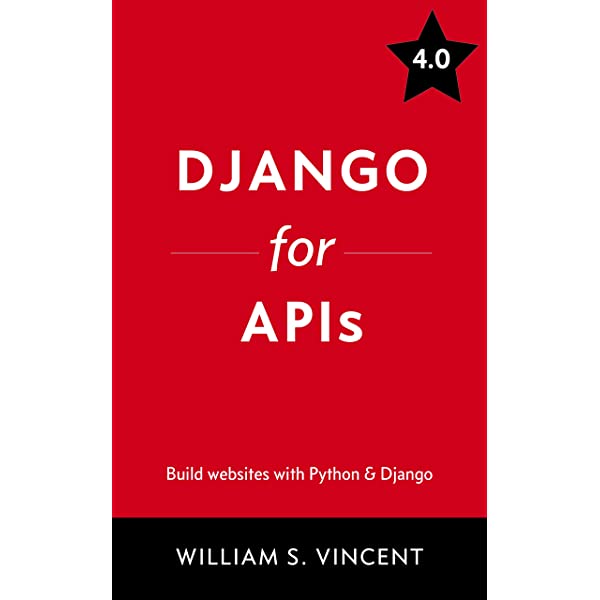 4.0
DJANGO
for
APIs
Build websites with Python & Django
WILLIAM S. VINCENT